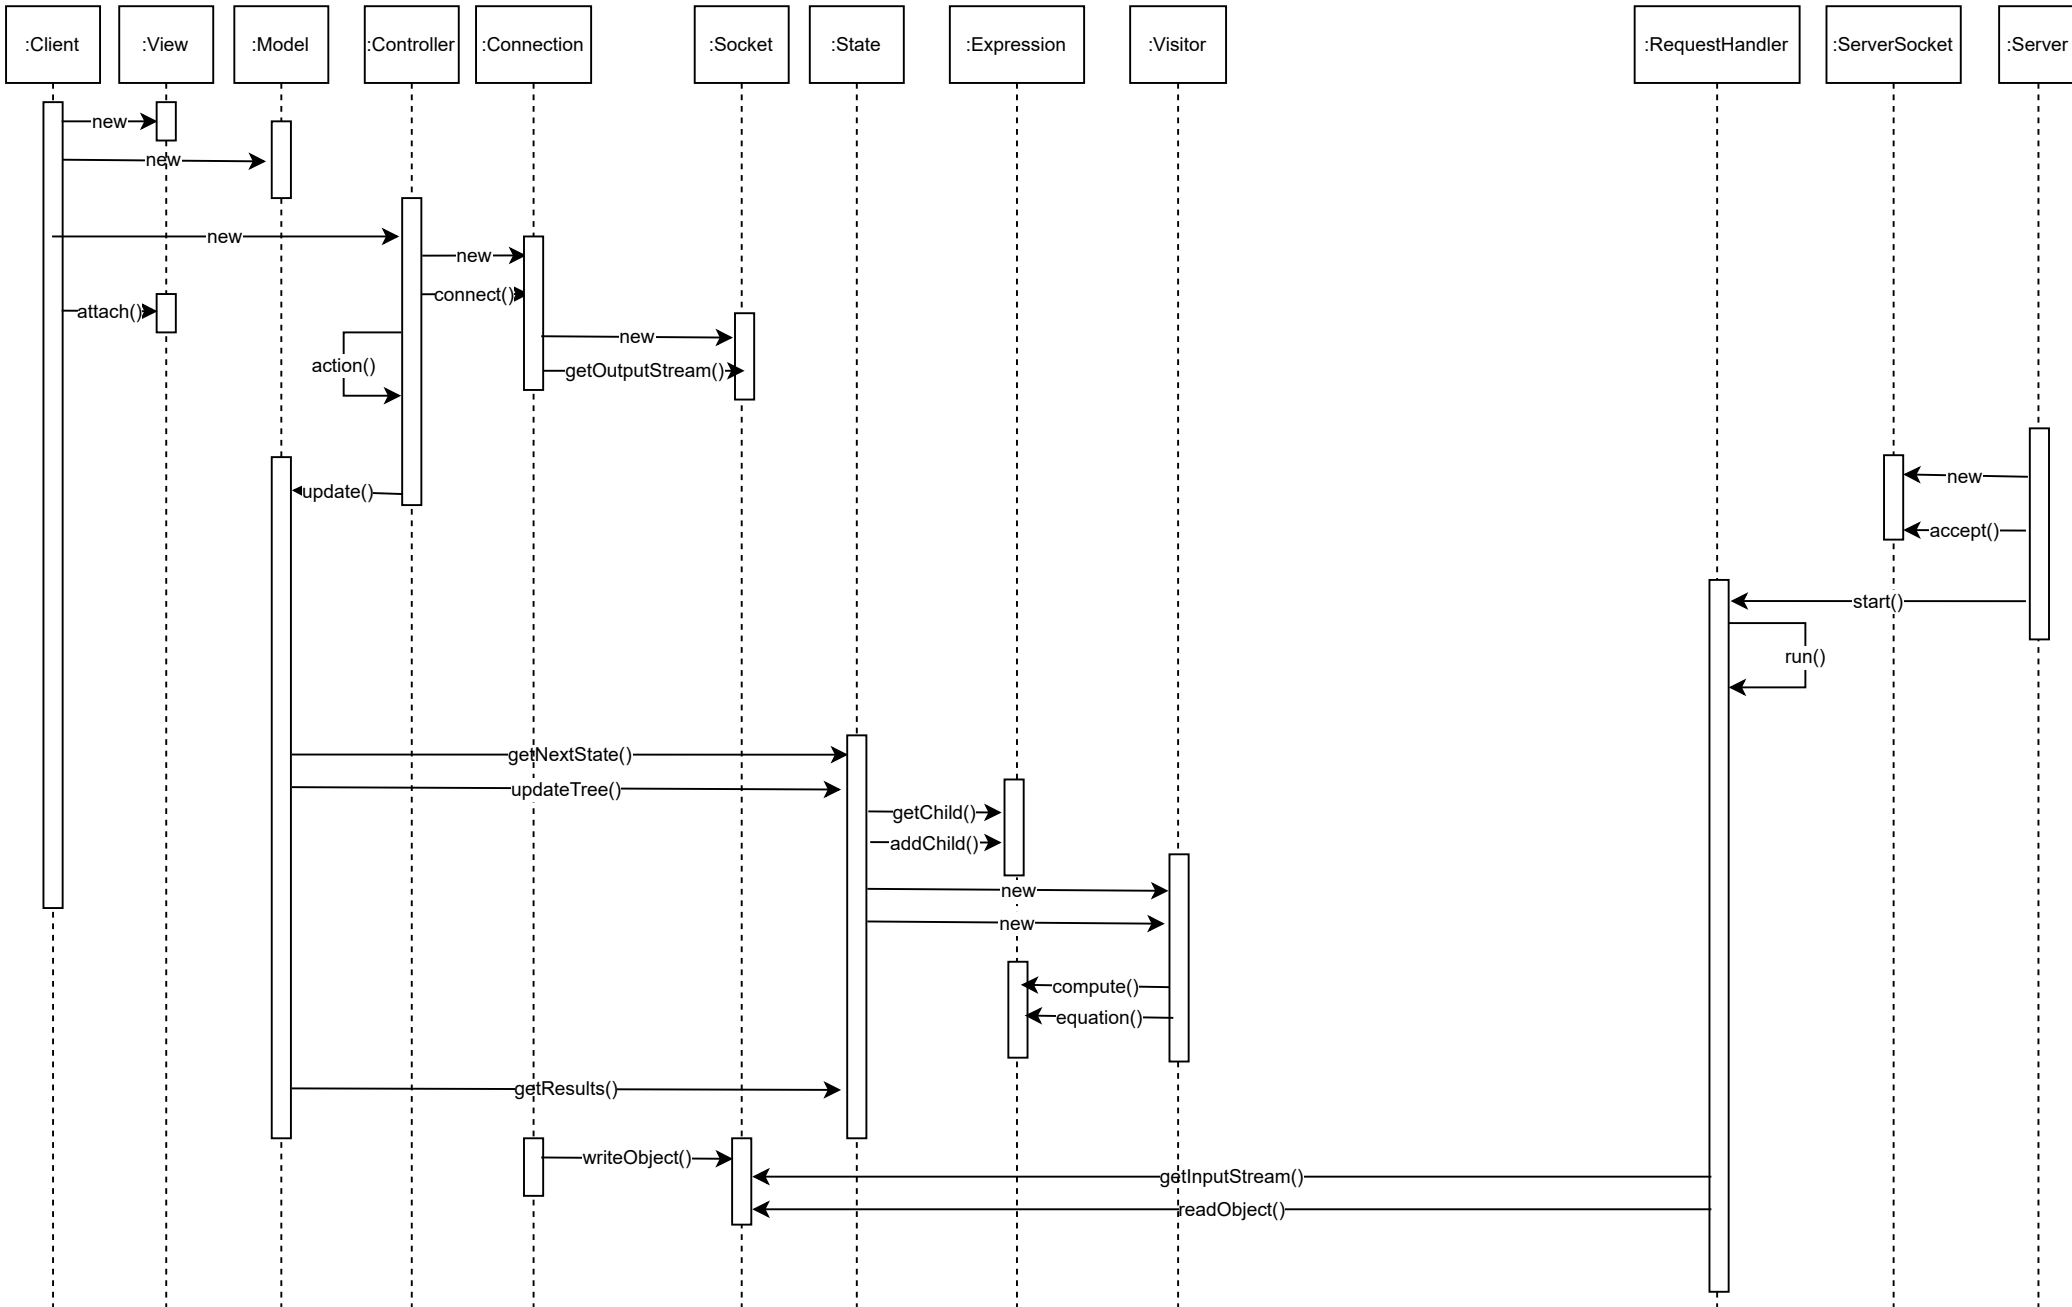 :Client
:View
:Model
:Controller
:Connection
:Socket
:State
:Expression
:Visitor
:RequestHandler
:ServerSocket
:Server
new
new
new
new
connect()
attach()
new
action()
getOutputStream()
new
update()
accept()
start()
run()
getNextState()
updateTree()
getChild()
addChild()
new
new
compute()
equation()
getResults()
writeObject()
getInputStream()
readObject()